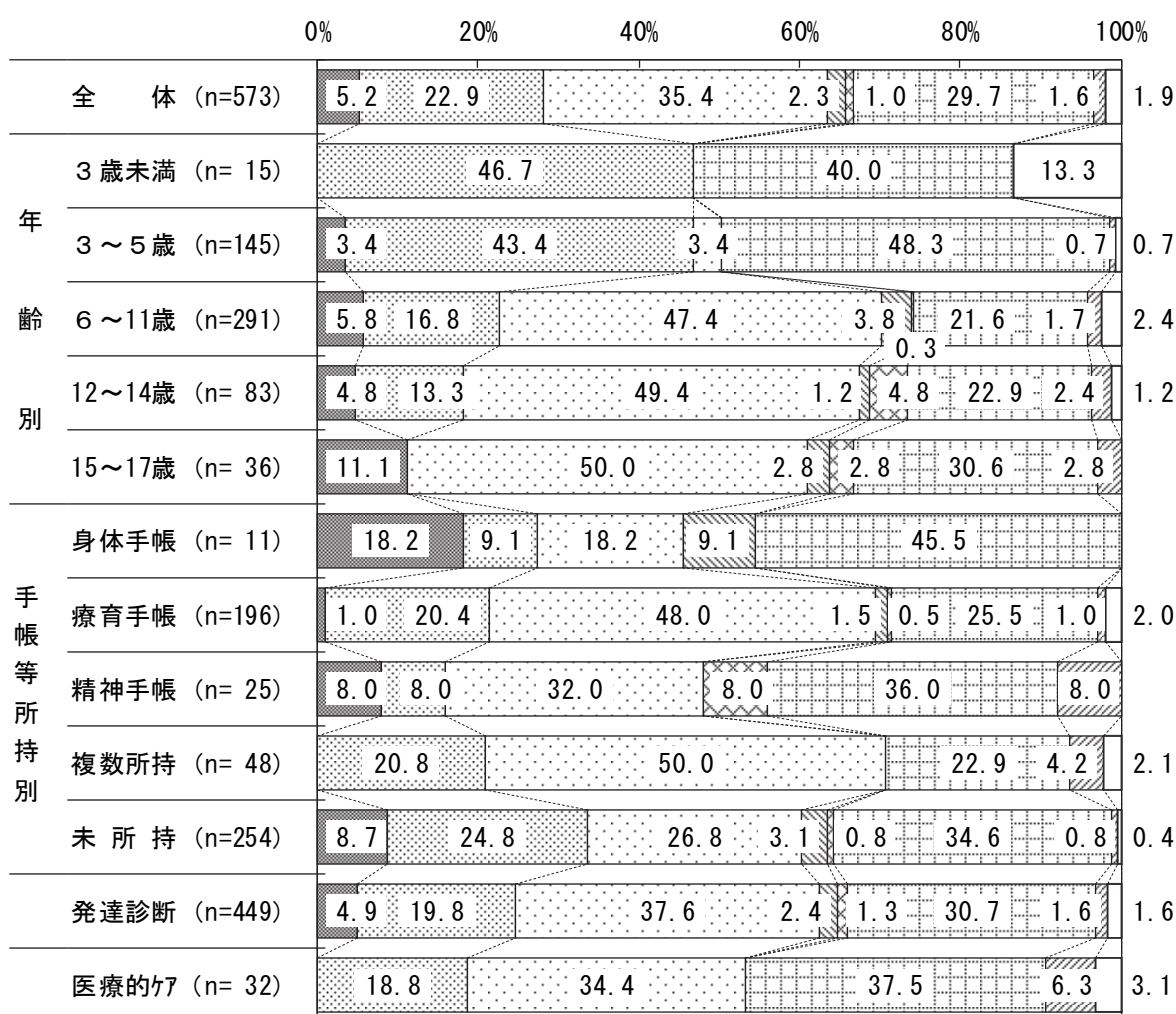 0% 20% 40% 60% 80% 100%
全 体 (n=573) 5.2 22.9 35.4 2.3 1.0 29.7 1.6 1.9
年齢別
3歳未満 (n= 15) 46.7 40.0 13.3
3～5歳 (n=145) 3.4 43.4 3.4 48.3 0.7 0.7
6～11歳 (n=291) 5.8 16.8 47.4 3.8 0.3 21.6 1.7 2.4
12～14歳 (n= 83) 4.8 13.3 49.4 1.2 4.8 22.9 2.4 1.2
15～17歳 (n= 36) 11.1 50.0 2.8 2.8 30.6 2.8
手帳等所持別
身体手帳 (n= 11) 18.2 9.1 18.2 9.1 45.5
療育手帳 (n=196) 1.0 20.4 48.0 1.5 0.5 25.5 1.0 2.0
精神手帳 (n= 25) 8.0 8.0 32.0 8.0 36.0 8.0
複数所持 (n= 48) 20.8 50.0 22.9 4.2 2.1
未 所 持 (n=254) 8.7 24.8 26.8 3.1 0.8 34.6 0.8 0.4
発達診断 (n=449) 4.9 19.8 37.6 2.4 1.3 30.7 1.6 1.6
医療的ｹｱ (n= 32) 18.8 34.4 37.5 6.3 3.1